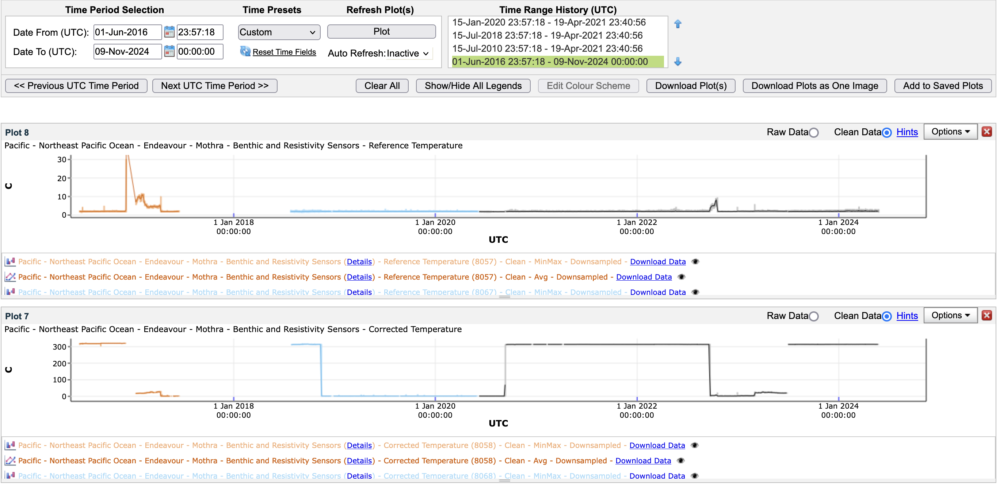 Time Period Selection Time Presets Refresh Plot(s) Time Range History (UTC)
Date From (UTC): 01-Jun-2016 23:57:18 Custom Plot
Date To (UTC): 09-Nov-2024 00:00:00 Reset Time Fields Auto Refresh: Inactive
15-Jan-2020 23:57:18 - 19-Apr-2021 23:40:56
15-Jul-2018 23:57:18 - 19-Apr-2021 23:40:56
15-Jul-2010 23:57:18 - 19-Apr-2021 23:40:56
01-Jun-2016 23:57:18 - 09-Nov-2024 00:00:00
<< Previous UTC Time Period Next UTC Time Period >> Clear All Show/Hide All Legends Edit Colour Scheme Download Plot(s) Download Plots as One Image Add to Saved Plots
Plot 8 Raw Data Clean Data Hints Options
Pacific - Northeast Pacific Ocean - Endeavour - Mothra - Benthic and Resistivity Sensors - Reference Temperature
30
20
C
10
0
1 Jan 2018 1 Jan 2020 1 Jan 2022 1 Jan 2024
00:00:00 00:00:00 00:00:00 00:00:00
UTC
Pacific - Northeast Pacific Ocean - Endeavour - Mothra - Benthic and Resistivity Sensors (Details) - Reference Temperature (8057) - Clean - MinMax - Downsampled - Download Data
Pacific - Northeast Pacific Ocean - Endeavour - Mothra - Benthic and Resistivity Sensors (Details) - Reference Temperature (8057) - Clean - Avg - Downsampled - Download Data
Pacific - Northeast Pacific Ocean - Endeavour - Mothra - Benthic and Resistivity Sensors (Details) - Reference Temperature (8067) - Clean - MinMax - Downsampled - Download Data
Plot 7 Raw Data Clean Data Hints Options
Pacific - Northeast Pacific Ocean - Endeavour - Mothra - Benthic and Resistivity Sensors - Corrected Temperature
300
200
C
100
0
1 Jan 2018 1 Jan 2020 1 Jan 2022 1 Jan 2024
00:00:00 00:00:00 00:00:00 00:00:00
UTC
Pacific - Northeast Pacific Ocean - Endeavour - Mothra - Benthic and Resistivity Sensors (Details) - Corrected Temperature (8058) - Clean - MinMax - Downsampled - Download Data
Pacific - Northeast Pacific Ocean - Endeavour - Mothra - Benthic and Resistivity Sensors (Details) - Corrected Temperature (8058) - Clean - Avg - Downsampled - Download Data
Pacific - Northeast Pacific Ocean - Endeavour - Mothra - Benthic and Resistivity Sensors (Details) - Corrected Temperature (8068) - Clean - MinMax - Downsampled - Download Data